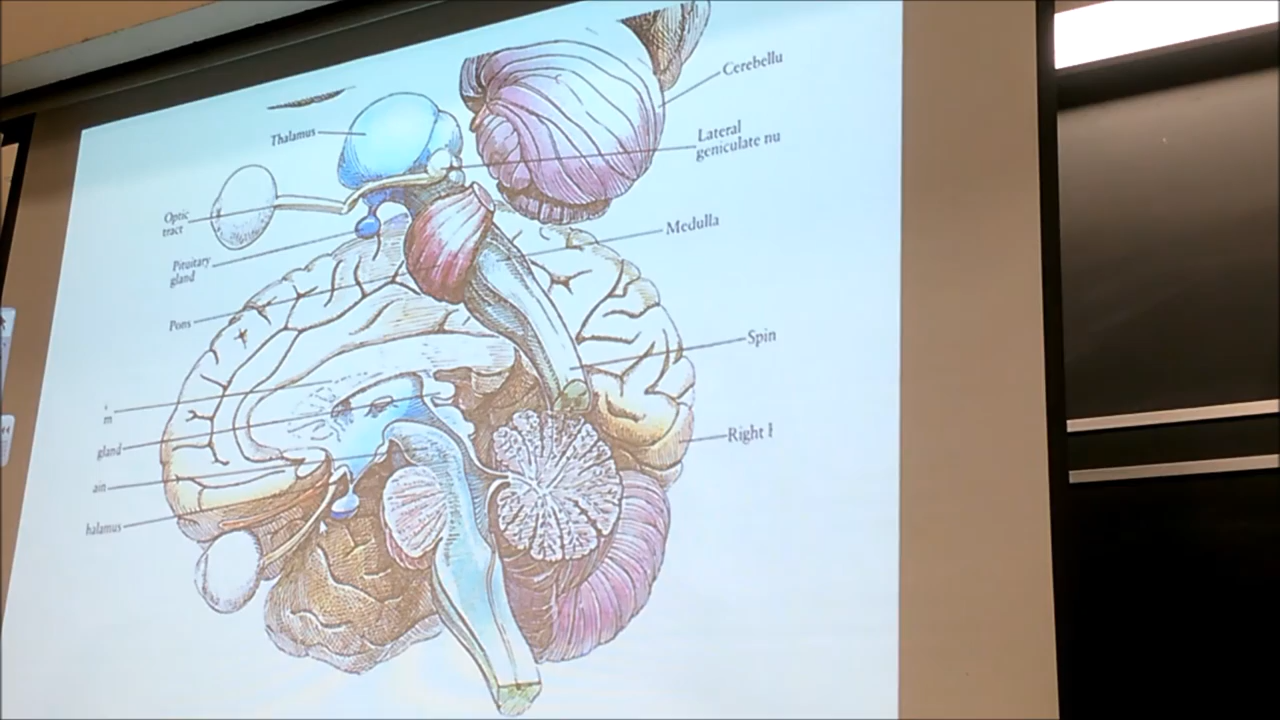 Cerebellu
Thalamus
Lateral
geniculate nu
Optic
tract
Medulla
Pituitary
gland
Pons
Spin
m
gland
Right h
ain
halamus